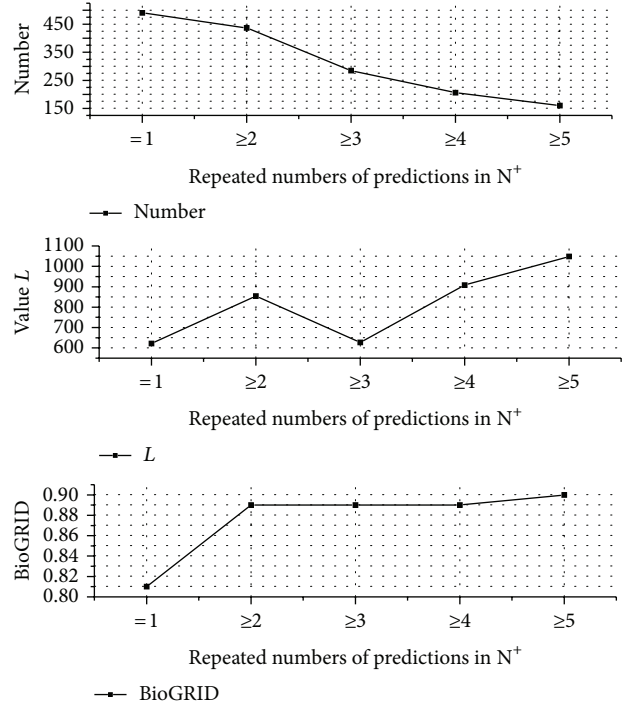 Number
450
350
250
150
=1 ≥2 ≥3 ≥4 ≥5
Repeated numbers of predictions in N⁺
Number
Value L
1100
1000
900
800
700
600
=1 ≥2 ≥3 ≥4 ≥5
Repeated numbers of predictions in N⁺
L
BioGRID
0.90
0.88
0.86
0.84
0.82
0.80
=1 ≥2 ≥3 ≥4 ≥5
Repeated numbers of predictions in N⁺
BioGRID